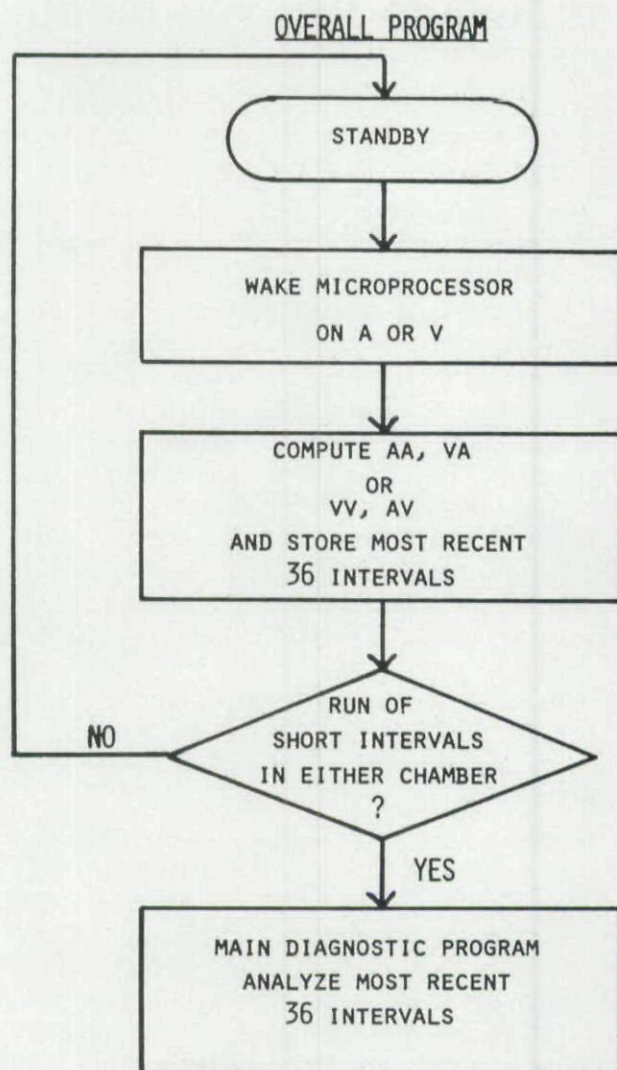 OVERALL PROGRAM
STANDBY
WAKE MICROPROCESSOR
ON A OR V
COMPUTE AA, VA
OR
VV, AV
AND STORE MOST RECENT
36 INTERVALS
RUN OF
SHORT INTERVALS
IN EITHER CHAMBER
?
NO
YES
MAIN DIAGNOSTIC PROGRAM
ANALYZE MOST RECENT
36 INTERVALS